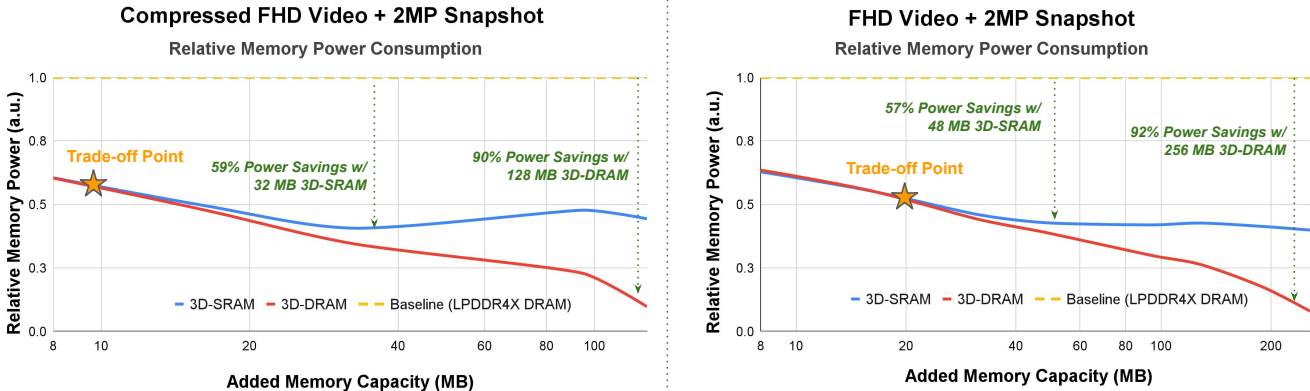 Compressed FHD Video + 2MP Snapshot
Relative Memory Power Consumption
Relative Memory Power (a.u.)
1.0
0.8
0.5
0.3
0.0
Trade-off Point
59% Power Savings w/
32 MB 3D-SRAM
90% Power Savings w/
128 MB 3D-DRAM
3D-SRAM 3D-DRAM Baseline (LPDDR4X DRAM)
8 10 20 40 60 80 100
Added Memory Capacity (MB)
FHD Video + 2MP Snapshot
Relative Memory Power Consumption
Relative Memory Power (a.u.)
1.0
0.8
0.5
0.3
0.0
57% Power Savings w/
48 MB 3D-SRAM
92% Power Savings w/
256 MB 3D-DRAM
Trade-off Point
3D-SRAM 3D-DRAM Baseline (LPDDR4X DRAM)
8 10 20 40 60 80 100 200
Added Memory Capacity (MB)